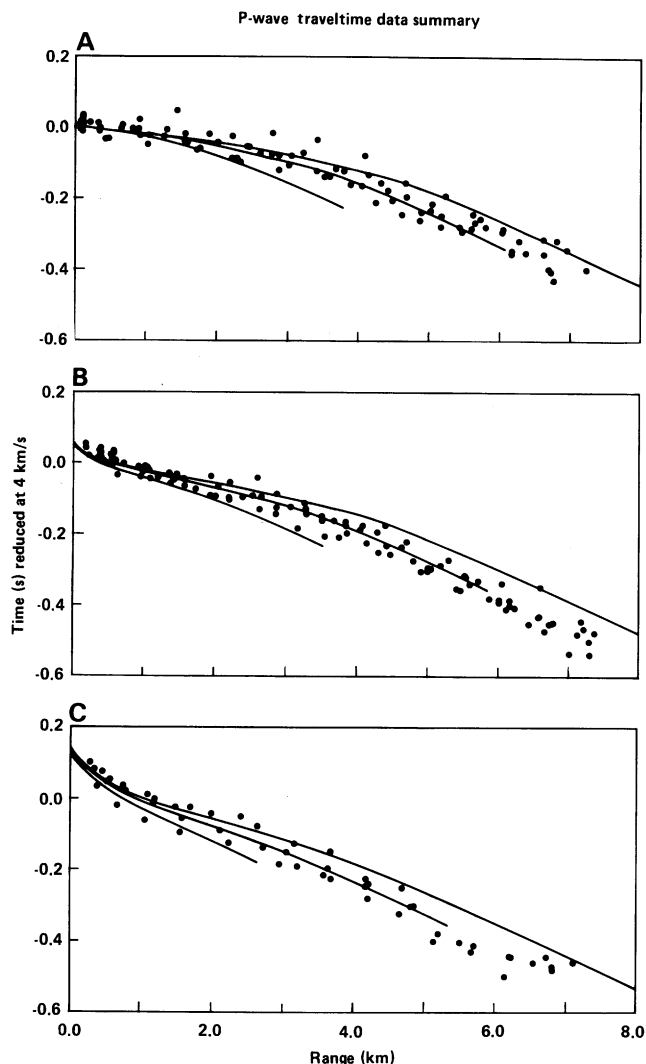 P-wave traveltime data summary
A
0.2
0.0
-0.2
-0.4
-0.6
B
0.2
0.0
-0.2
-0.4
-0.6
Time (s) reduced at 4 km/s
C
0.2
0.0
-0.2
-0.4
-0.6
0.0 2.0 4.0 6.0 8.0
Range (km)